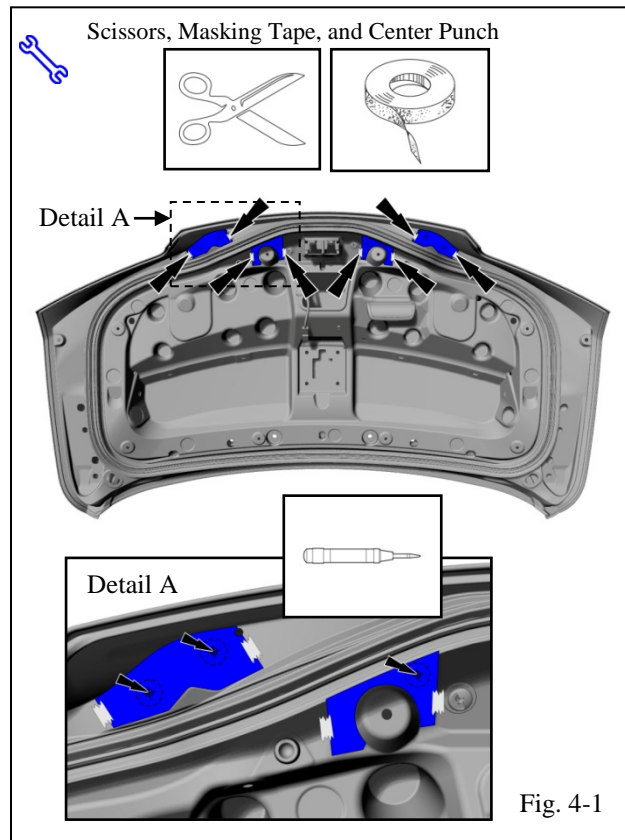 Scissors, Masking Tape, and Center Punch
Detail A
Detail A
Fig. 4-1